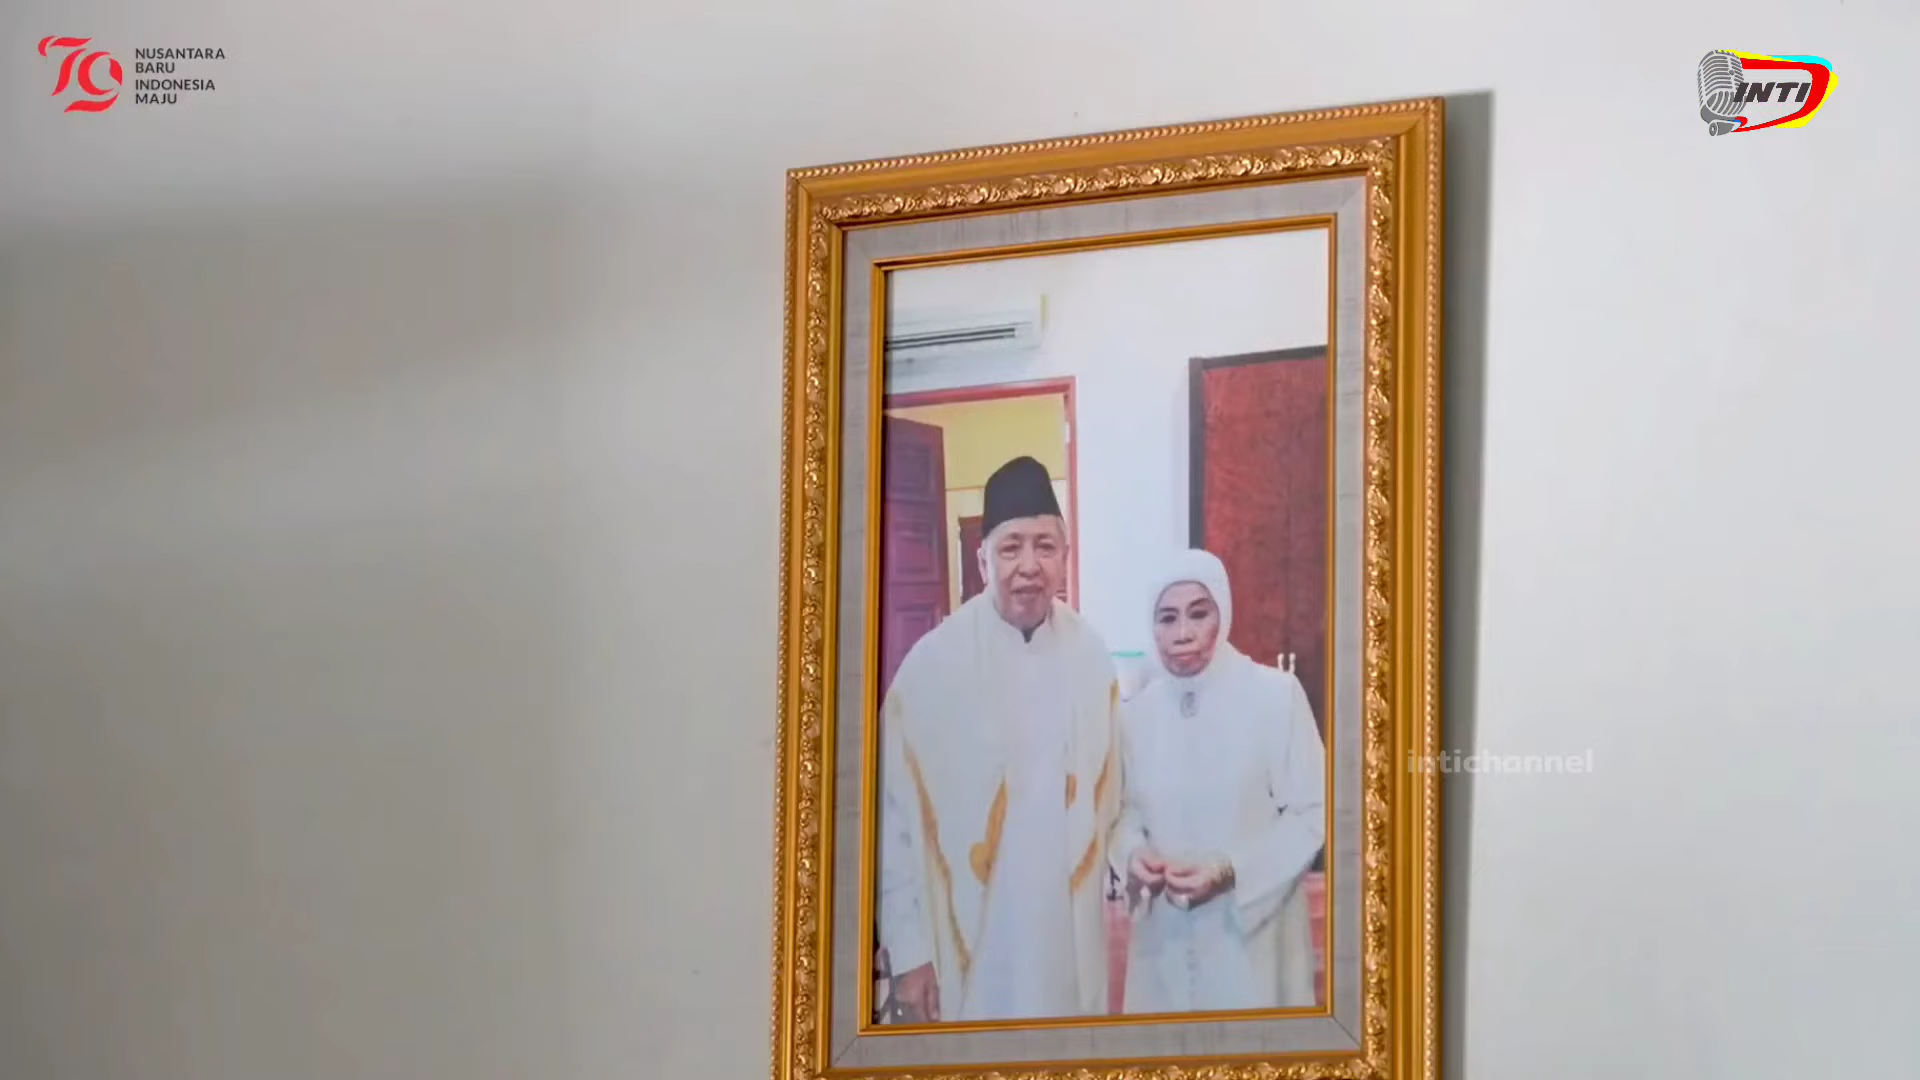 79
NUSANTARA
BARU
INDONESIA
MAJU
INTI
intichannel